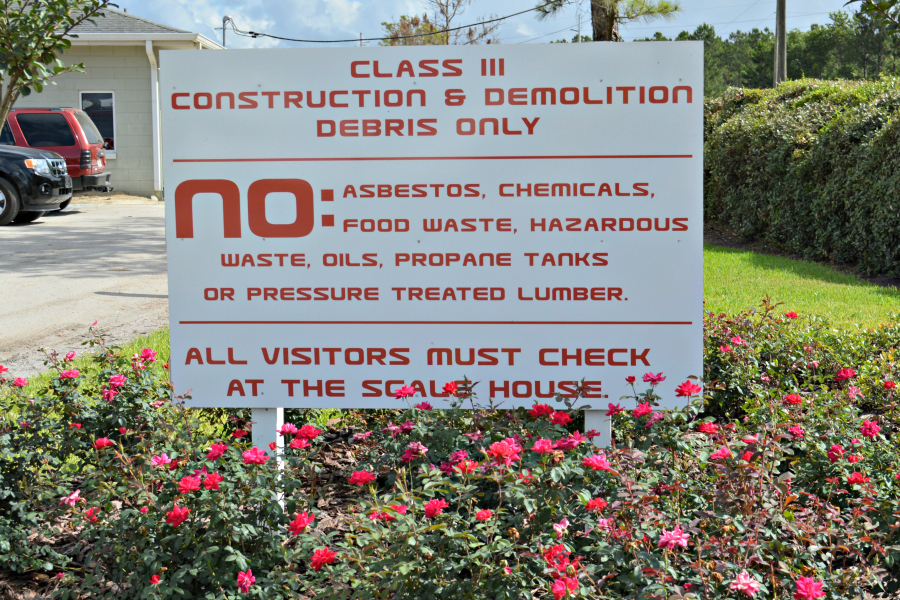 CLASS III
CONSTRUCTION & DEMOLITION
DEBRIS ONLY
NO: ASBESTOS, CHEMICALS,
FOOD WASTE, HAZARDOUS
WASTE, OILS, PROPANE TANKS
OR PRESSURE TREATED LUMBER.
ALL VISITORS MUST CHECK
AT THE SCALE HOUSE.